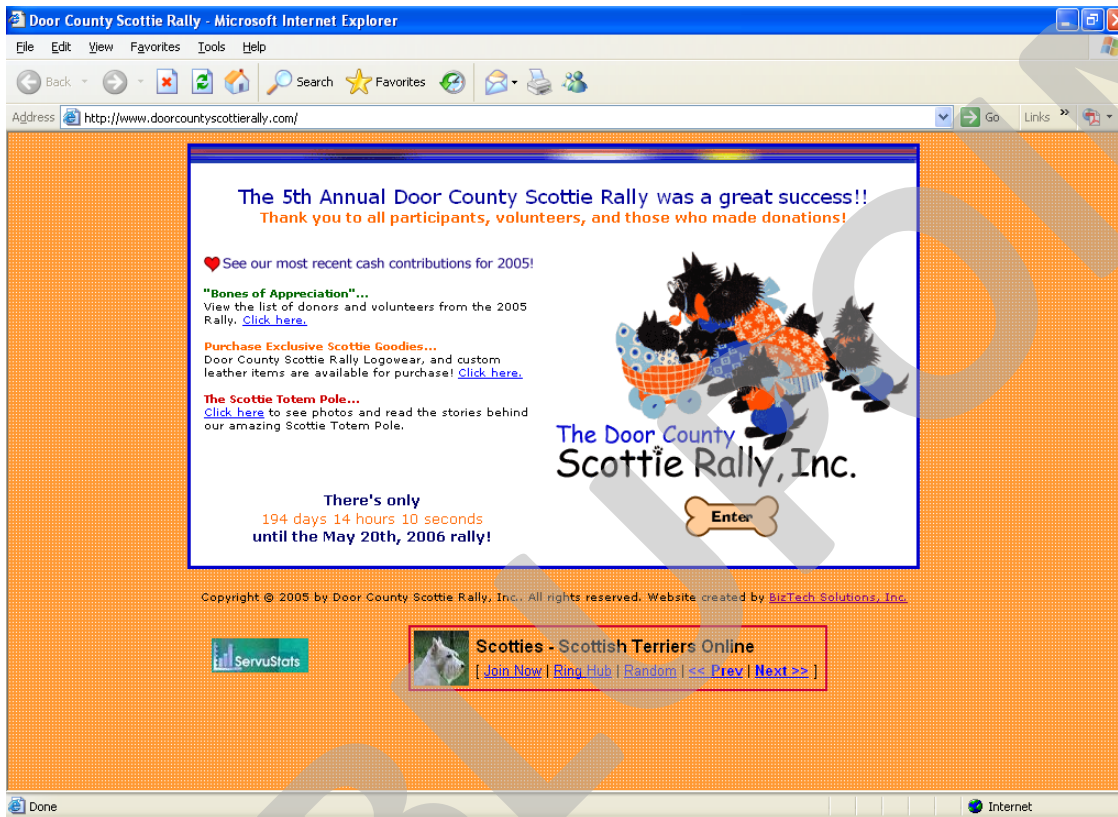 Door County Scottie Rally - Microsoft Internet Explorer
File Edit View Favorites Tools Help
Back Search Favorites
Address http://www.doorcountyscottierally.com/ Go Links »
The 5th Annual Door County Scottie Rally was a great success!!
Thank you to all participants, volunteers, and those who made donations!
See our most recent cash contributions for 2005!
"Bones of Appreciation"...
View the list of donors and volunteers from the 2005
Rally. Click here.
Purchase Exclusive Scottie Goodies...
Door County Scottie Rally Logowear, and custom
leather items are available for purchase! Click here.
The Scottie Totem Pole...
Click here to see photos and read the stories behind
our amazing Scottie Totem Pole.
The Door County
Scottie Rally, Inc.
There's only
194 days 14 hours 10 seconds
until the May 20th, 2006 rally!
Enter
Copyright © 2005 by Door County Scottie Rally, Inc.. All rights reserved. Website created by BizTech Solutions, Inc.
ServuStats
Scotties - Scottish Terriers Online
[ Join Now | Ring Hub | Random | << Prev | Next >> ]
Done Internet